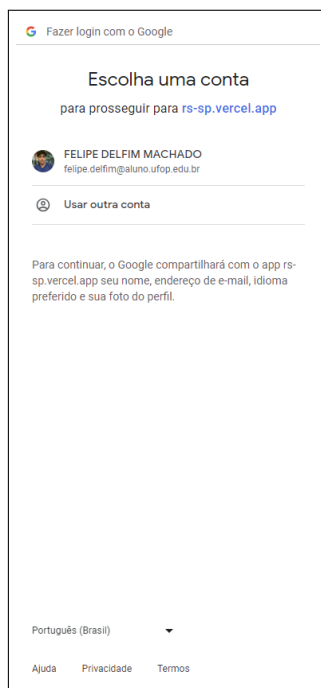 Fazer login com o Google
Escolha uma conta
para prosseguir para rs-sp.vercel.app
FELIPE DELFIM MACHADO
felipe.delfim@aluno.ufop.edu.br
Usar outra conta
Para continuar, o Google compartilhará com o app rs-
sp.vercel.app seu nome, endereço de e-mail, idioma
preferido e sua foto do perfil.
Português (Brasil)
Ajuda Privacidade Termos